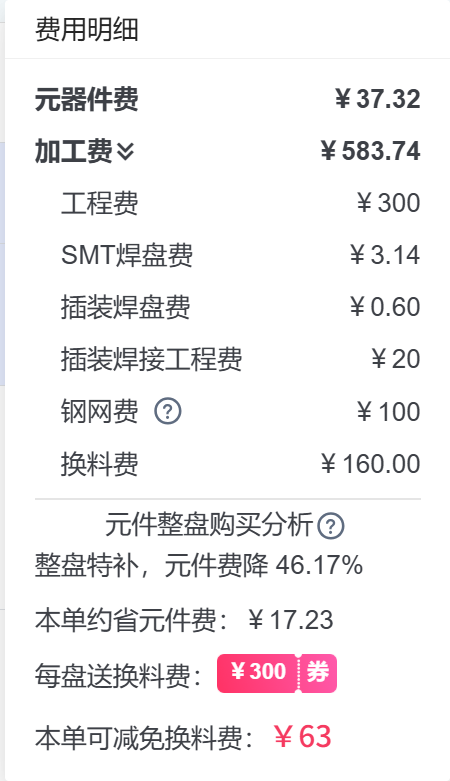 费用明细
元器件费 ¥37.32
加工费 ¥583.74
工程费 ¥300
SMT焊盘费 ¥3.14
插装焊盘费 ¥0.60
插装焊接工程费 ¥20
钢网费 ? ¥100
换料费 ¥160.00
元件整盘购买分析 ?
整盘特补，元件费降 46.17%
本单约省元件费：¥17.23
每盘送换料费：¥300 券
本单可减免换料费：¥63